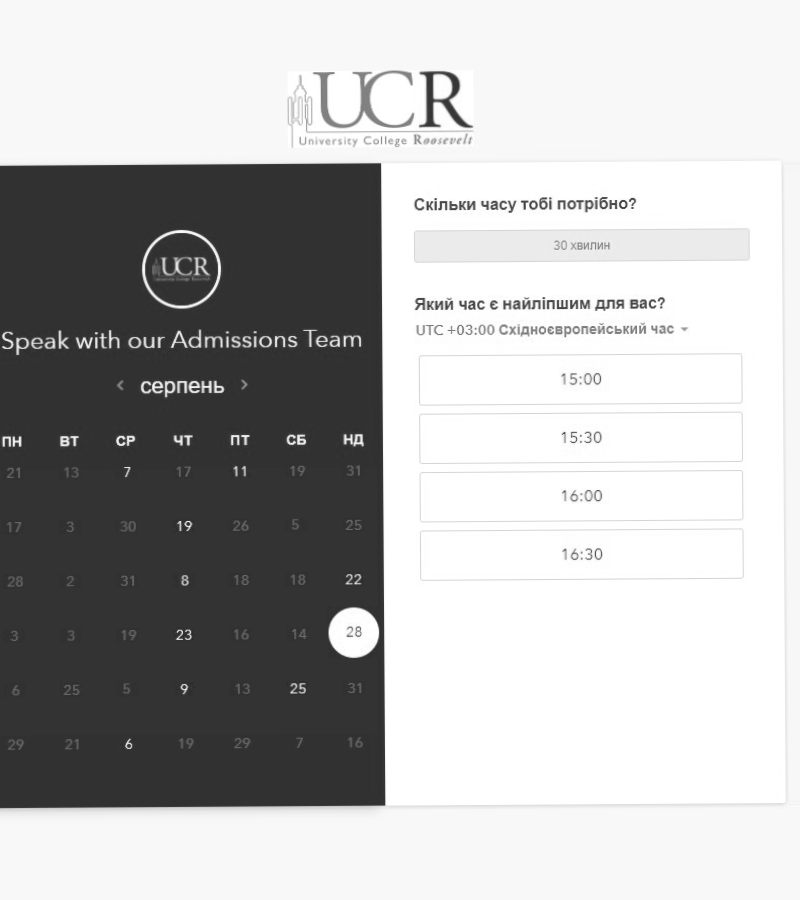 UCR
University College Roosevelt
UCR
Speak with our Admissions Team
серпень
ПН ВТ СР ЧТ ПТ СБ НД
21 13 7 17 11 19 31
17 3 30 19 26 5 25
28 2 31 8 18 18 22
3 3 19 23 16 14 28
6 25 5 9 13 25 31
29 21 6 19 29 7 16
Скільки часу тобі потрібно?
30 хвилин
Який час є найліпшим для вас?
UTC +03:00 Східноєвропейський час
15:00
15:30
16:00
16:30